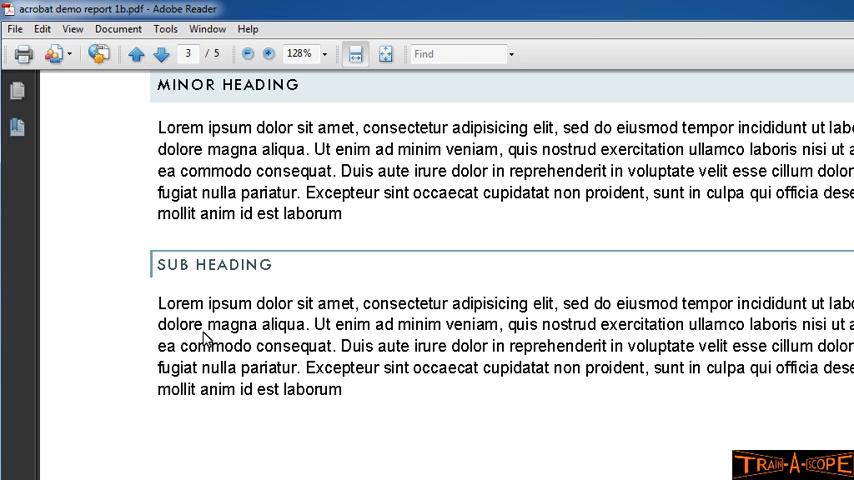 acrobat demo report 1b.pdf - Adobe Reader
File Edit View Document Tools Window Help
3 / 5 128% Find
MINOR HEADING
Lorem ipsum dolor sit amet, consectetur adipisicing elit, sed do eiusmod tempor incididunt ut lab
dolore magna aliqua. Ut enim ad minim veniam, quis nostrud exercitation ullamco laboris nisi ut a
ea commodo consequat. Duis aute irure dolor in reprehenderit in voluptate velit esse cillum dolor
fugiat nulla pariatur. Excepteur sint occaecat cupidatat non proident, sunt in culpa qui officia dese
mollit anim id est laborum
SUB HEADING
Lorem ipsum dolor sit amet, consectetur adipisicing elit, sed do eiusmod tempor incididunt ut lab
dolore magna aliqua. Ut enim ad minim veniam, quis nostrud exercitation ullamco laboris nisi ut a
ea commodo consequat. Duis aute irure dolor in reprehenderit in voluptate velit esse cillum dolor
fugiat nulla pariatur. Excepteur sint occaecat cupidatat non proident, sunt in culpa qui officia dese
mollit anim id est laborum
TRAIN-A-SCOPE